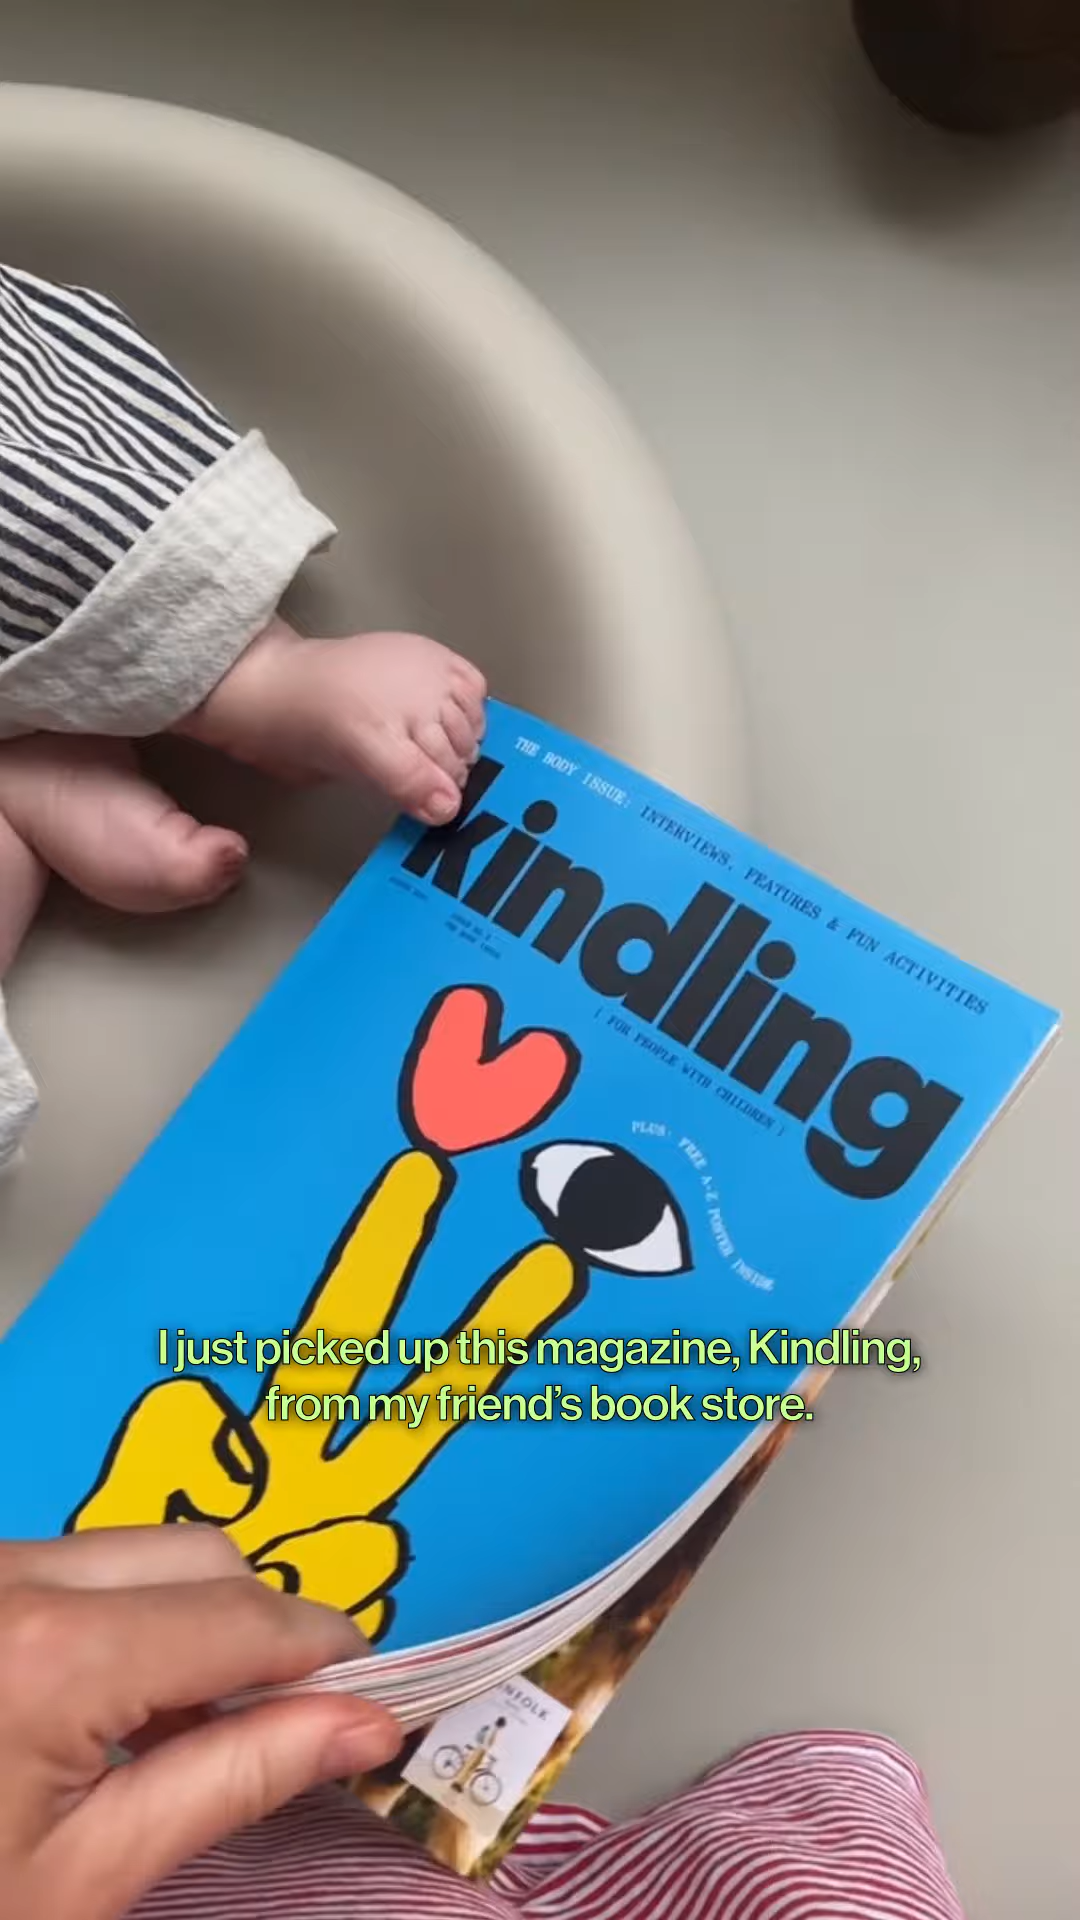 THE BODY ISSUE: INTERVIEWS, FEATURES & FUN ACTIVITIES
kindling
[ FOR PEOPLE WITH CHILDREN ]
PLUS: FREE A-Z POSTER INSIDE
I just picked up this magazine, Kindling,
from my friend’s book store.